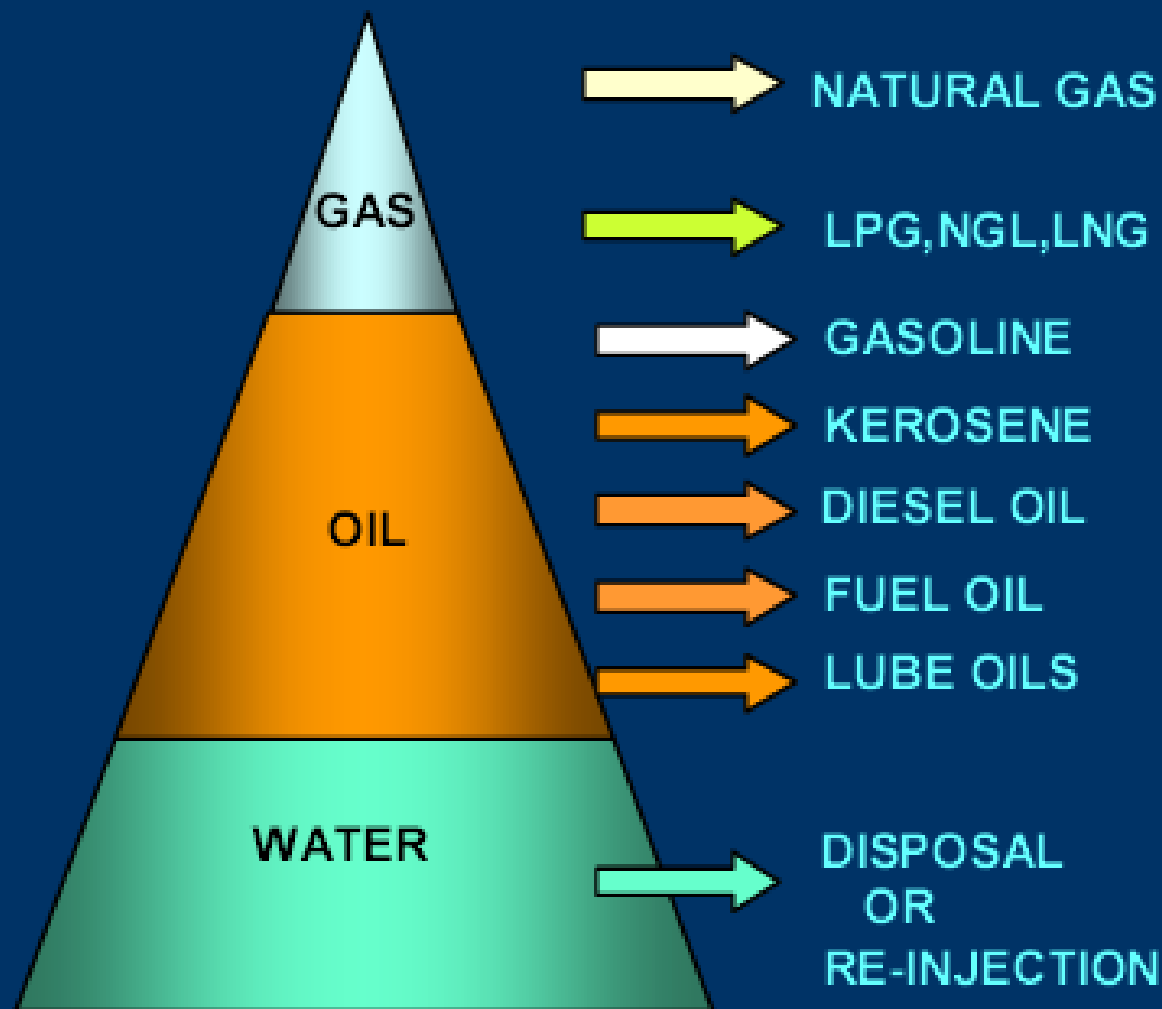 NATURAL GAS
GAS
LPG,NGL,LNG
GASOLINE
KEROSENE
DIESEL OIL
OIL
FUEL OIL
LUBE OILS
WATER
DISPOSAL
OR
RE-INJECTION